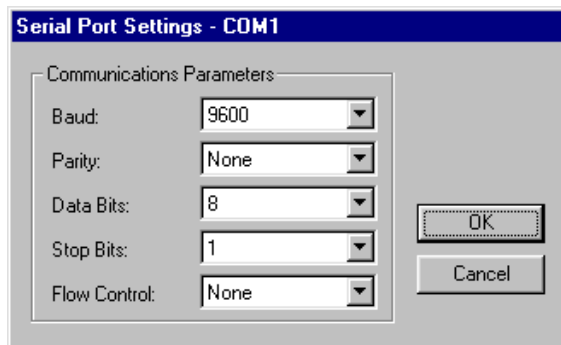 Serial Port Settings - COM1
Communications Parameters
Baud: 9600
Parity: None
Data Bits: 8
Stop Bits: 1
Flow Control: None
OK
Cancel